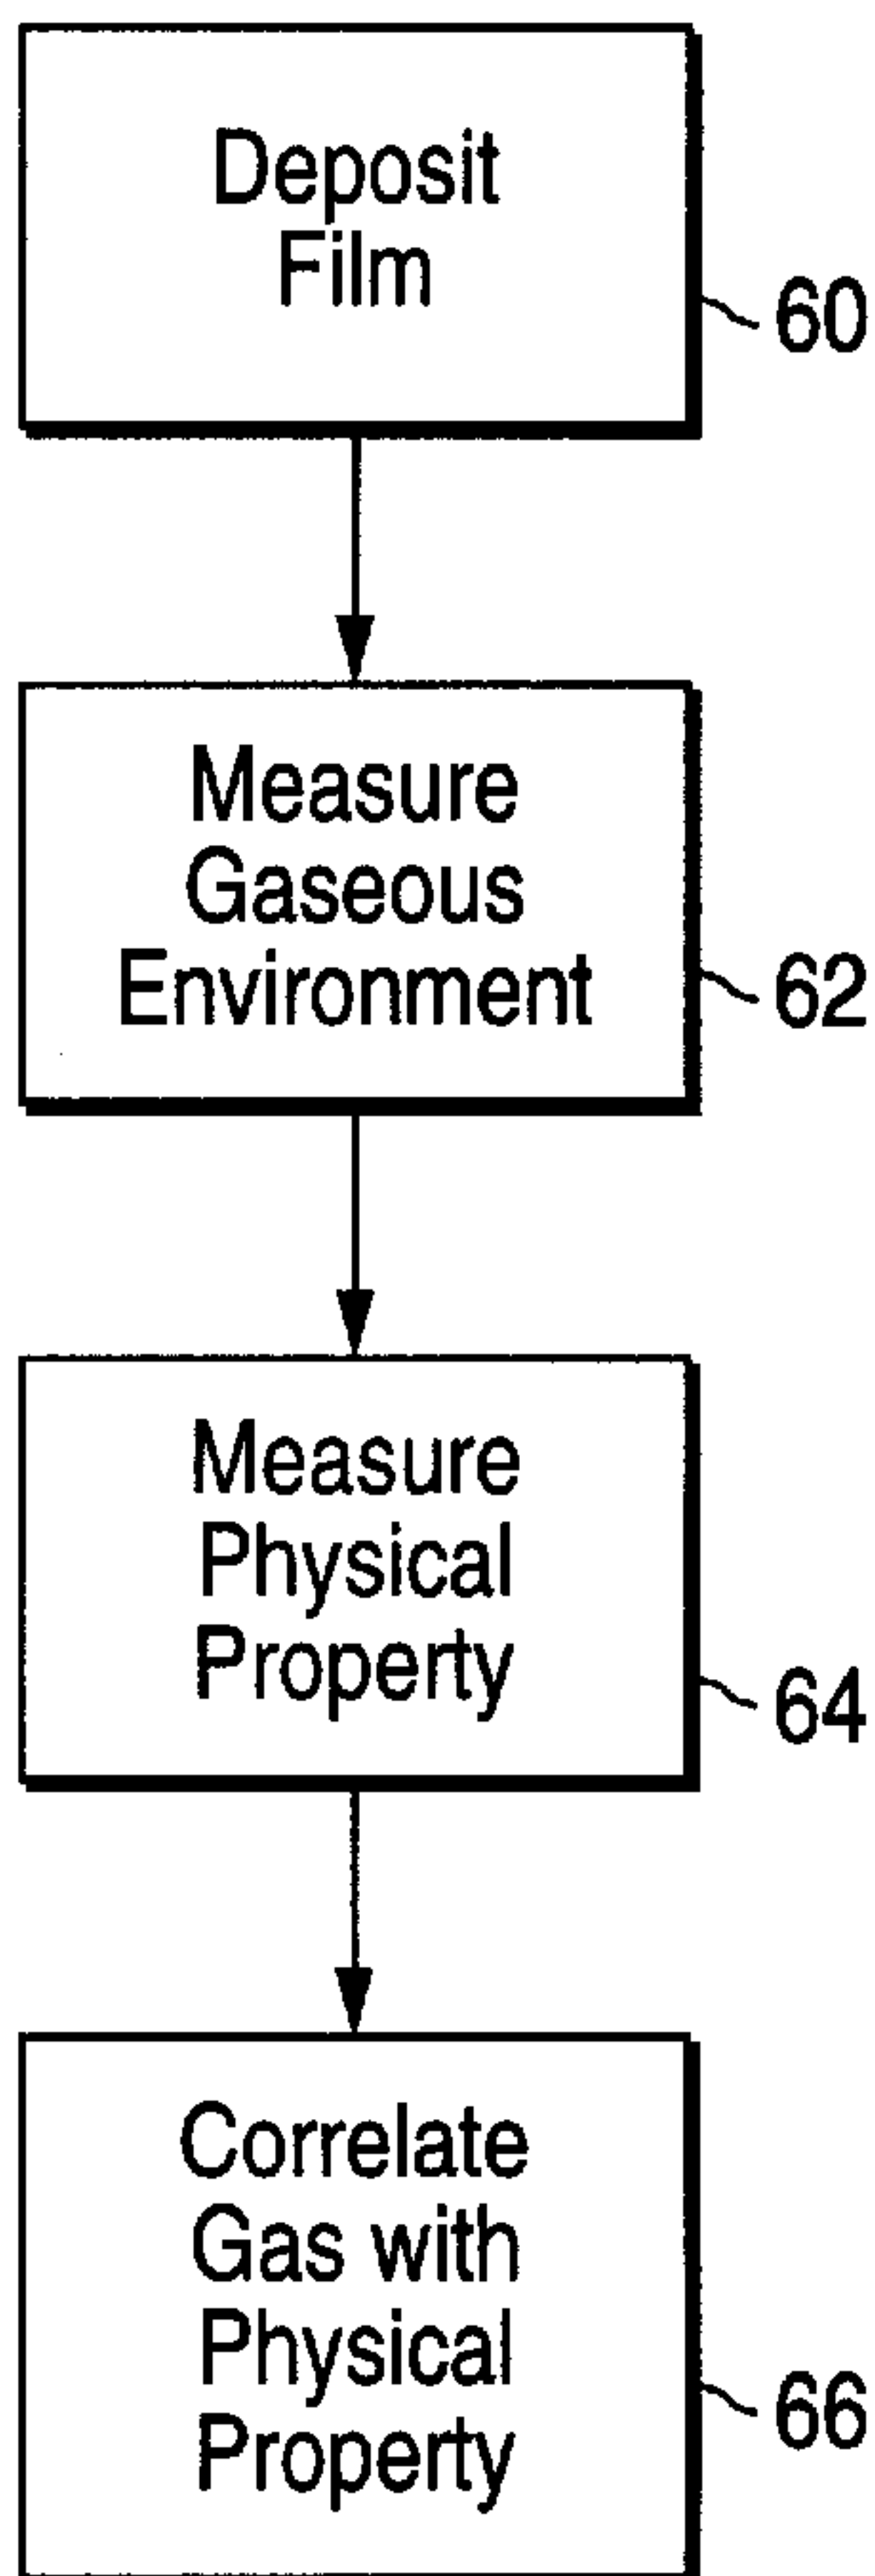 Deposit
Film
60
Measure
Gaseous
Environment
62
Measure
Physical
Property
64
Correlate
Gas with
Physical
Property
66